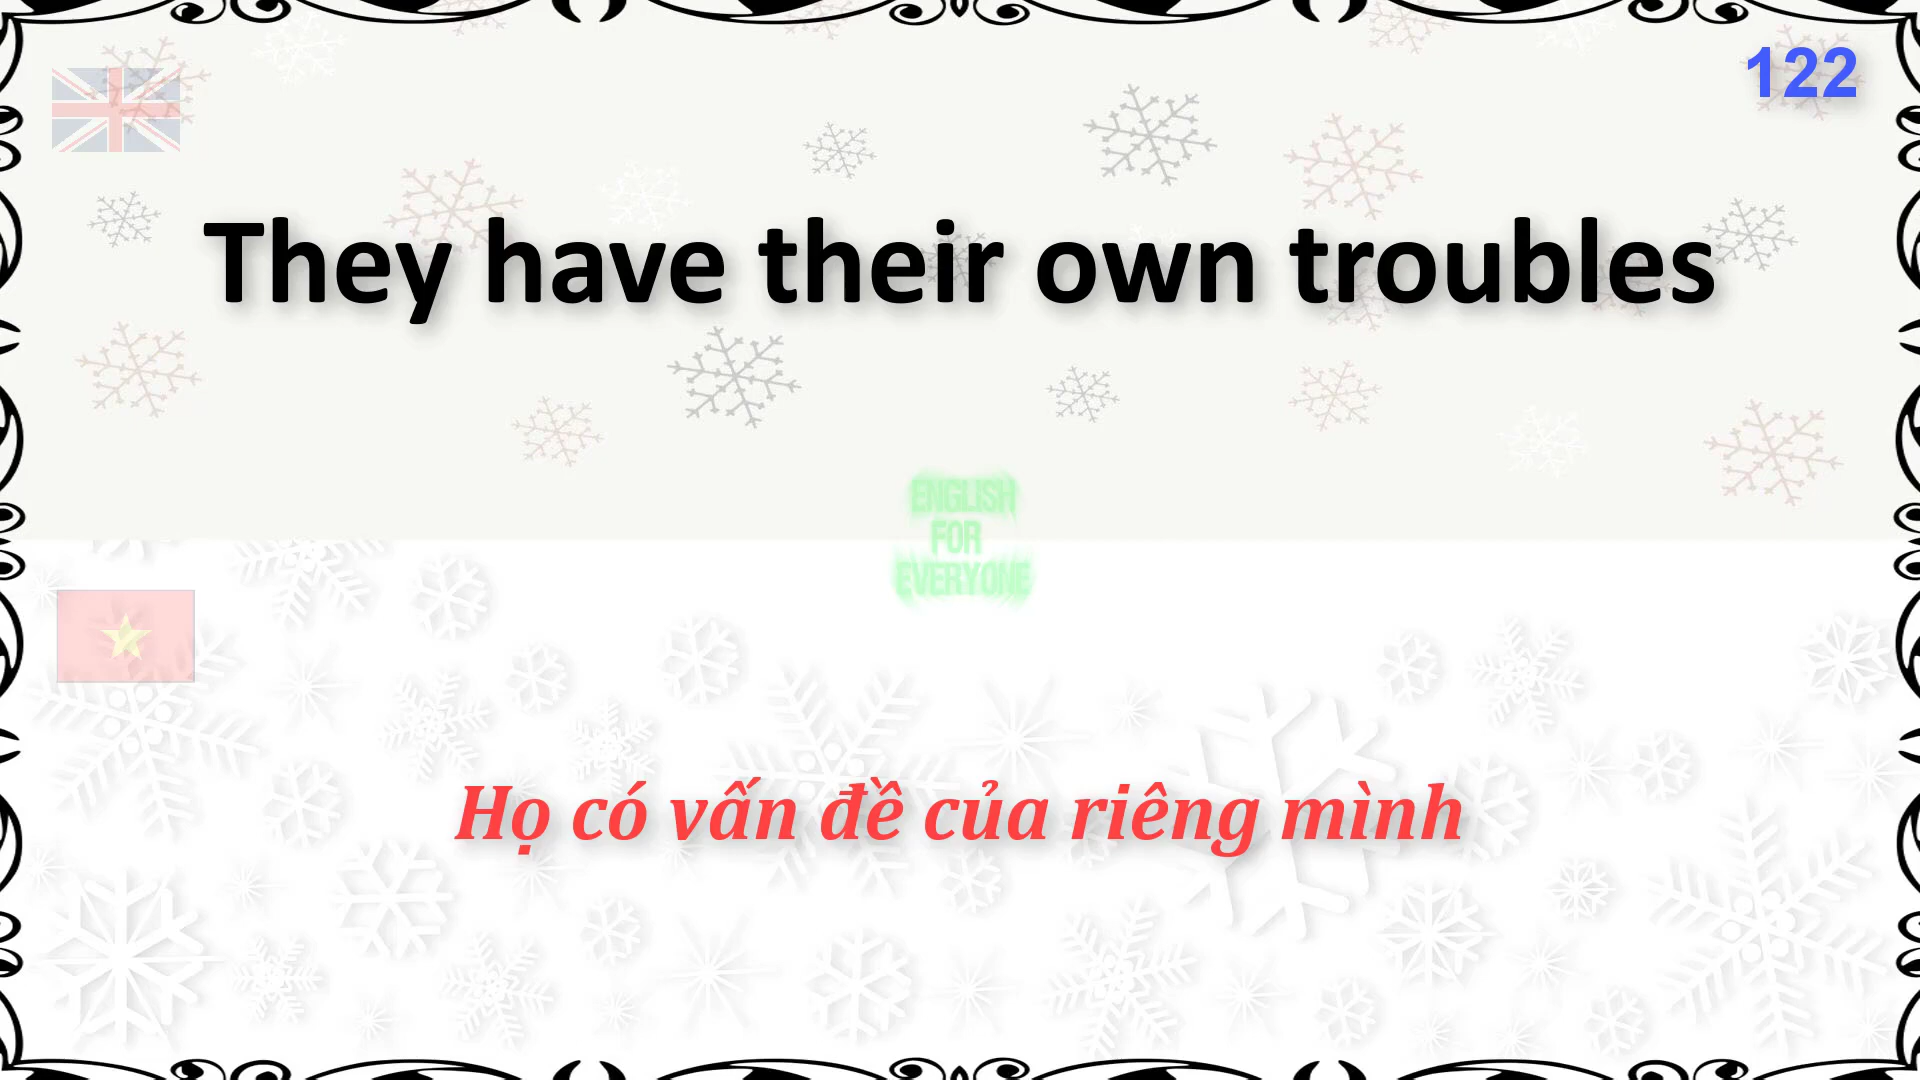 122
They have their own troubles
ENGLISH
FOR
EVERYONE
Họ có vấn đề của riêng mình